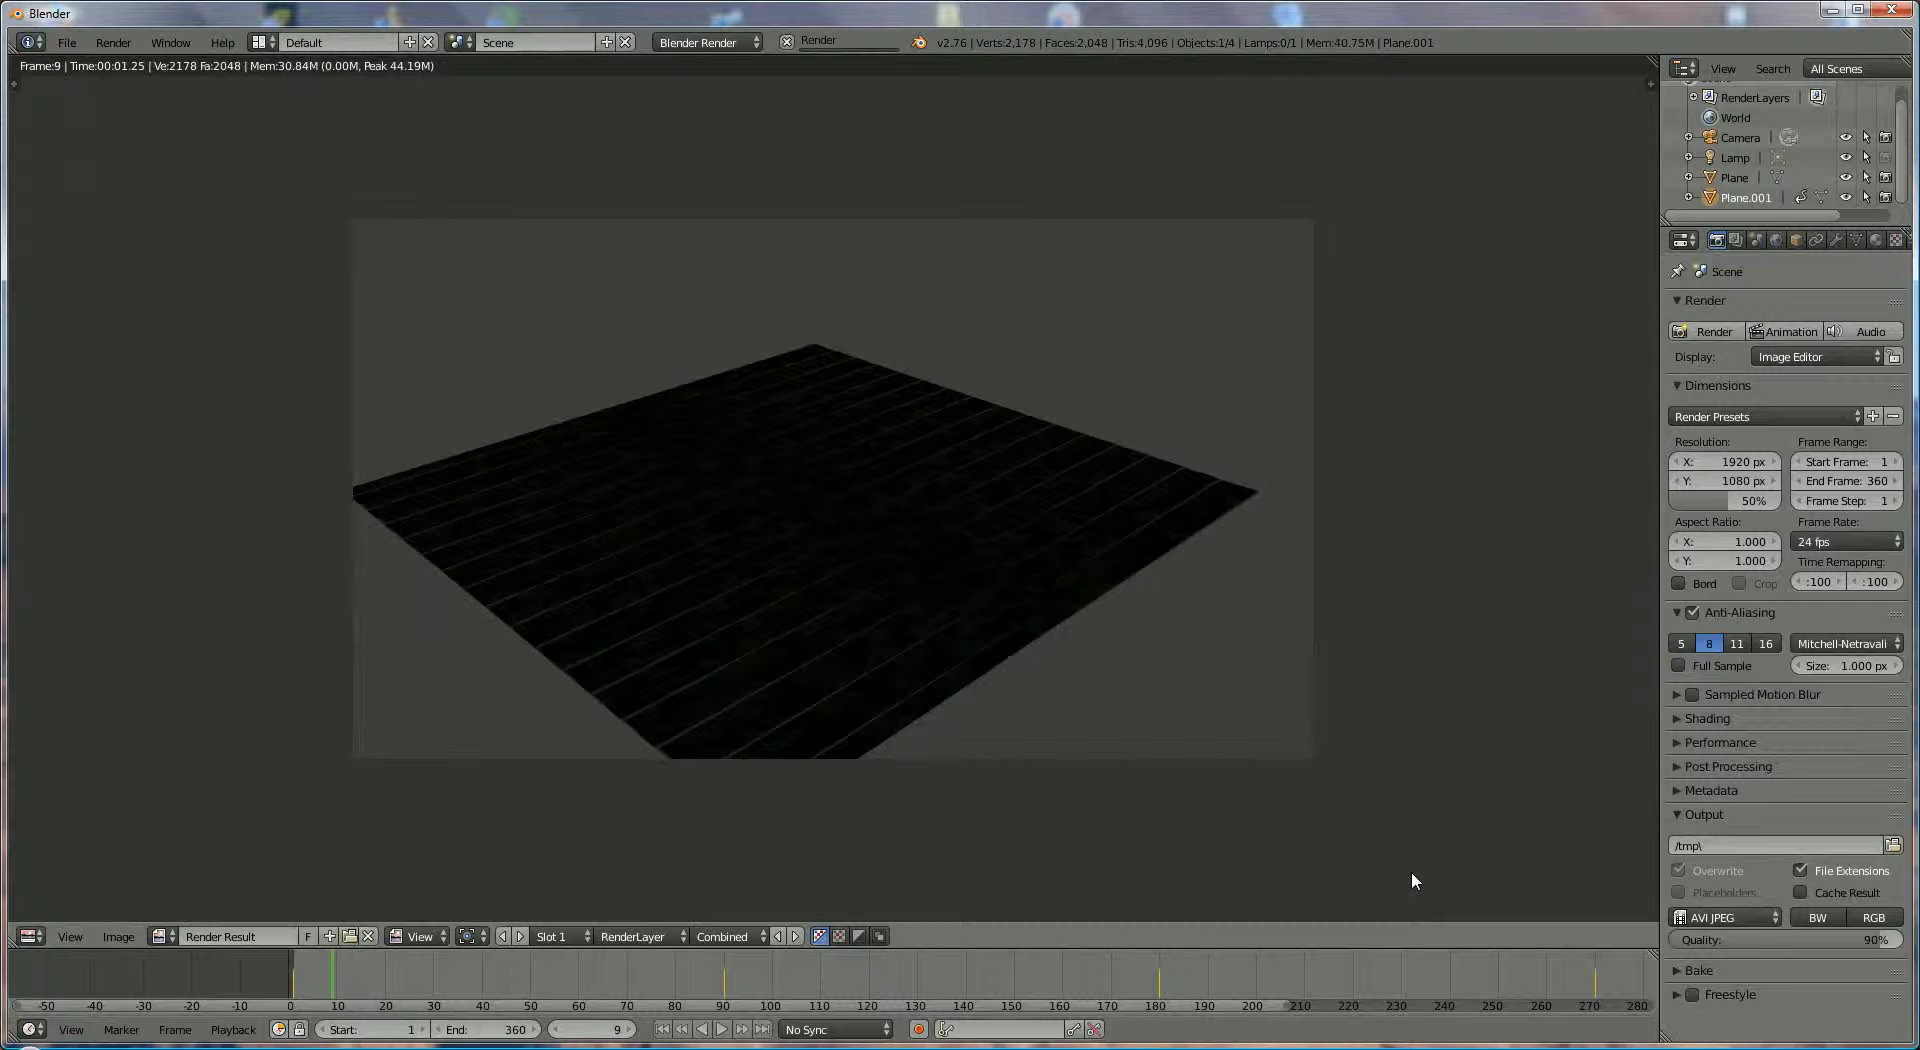 Blender
File Render Window Help Default Scene Blender Render Render v2.76 | Verts:2,178 | Faces:2,048 | Tris:4,096 | Objects:1/4 | Lamps:0/1 | Mem:40.75M | Plane.001
Frame:9 | Time:00:01.25 | Ve:2178 Fa:2048 | Mem:30.84M (0.00M, Peak 44.19M)
View Search All Scenes
RenderLayers
World
Camera
Lamp
Plane
Plane.001
Scene
Render
Render Animation Audio
Display: Image Editor
Dimensions
Render Presets
Resolution: Frame Range:
X: 1920 px Start Frame: 1
Y: 1080 px End Frame: 360
50% Frame Step: 1
Aspect Ratio: Frame Rate:
X: 1.000 24 fps
Y: 1.000 Time Remapping:
Bord Crop :100 :100
Anti-Aliasing
5 8 11 16 Mitchell-Netravali
Full Sample Size: 1.000 px
Sampled Motion Blur
Shading
Performance
Post Processing
Metadata
Output
/tmp\
Overwrite File Extensions
Placeholders Cache Result
AVI JPEG BW RGB
Quality: 90%
Bake
Freestyle
View Image Render Result F View Slot 1 RenderLayer Combined
-50 -40 -30 -20 -10 0 10 20 30 40 50 60 70 80 90 100 110 120 130 140 150 160 170 180 190 200 210 220 230 240 250 260 270 280
View Marker Frame Playback Start: 1 End: 360 9 No Sync